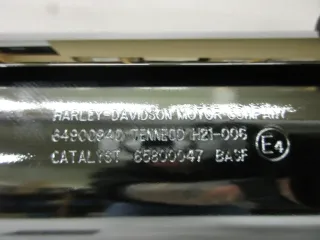 HARLEY-DAVIDSON MOTOR COMPANY
64900840 TENNECO H21-006
CATALYST 65800047 BASF E4